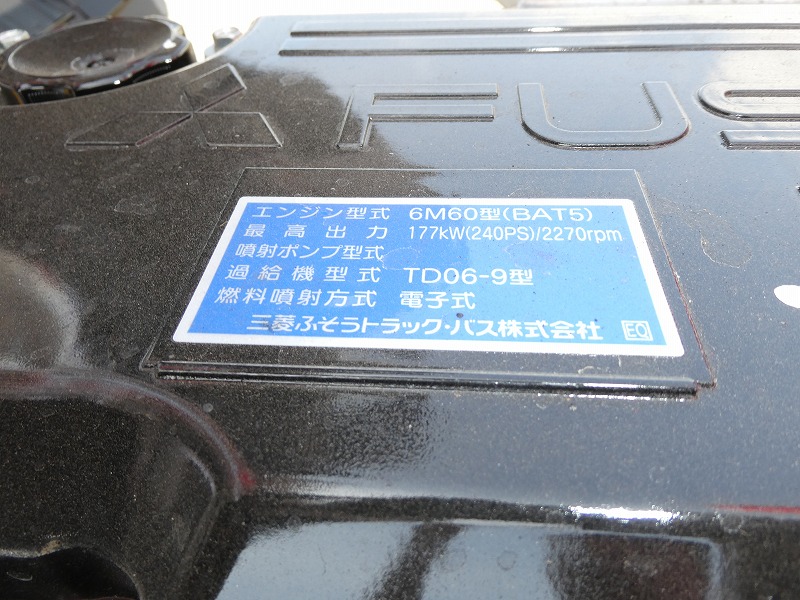 FUS
エンジン型式 6M60型(BAT5)
最高出力 177kW(240PS)/2270rpm
噴射ポンプ型式
過給機型式 TD06-9型
燃料噴射方式 電子式
三菱ふそうトラック・バス株式会社 EQ